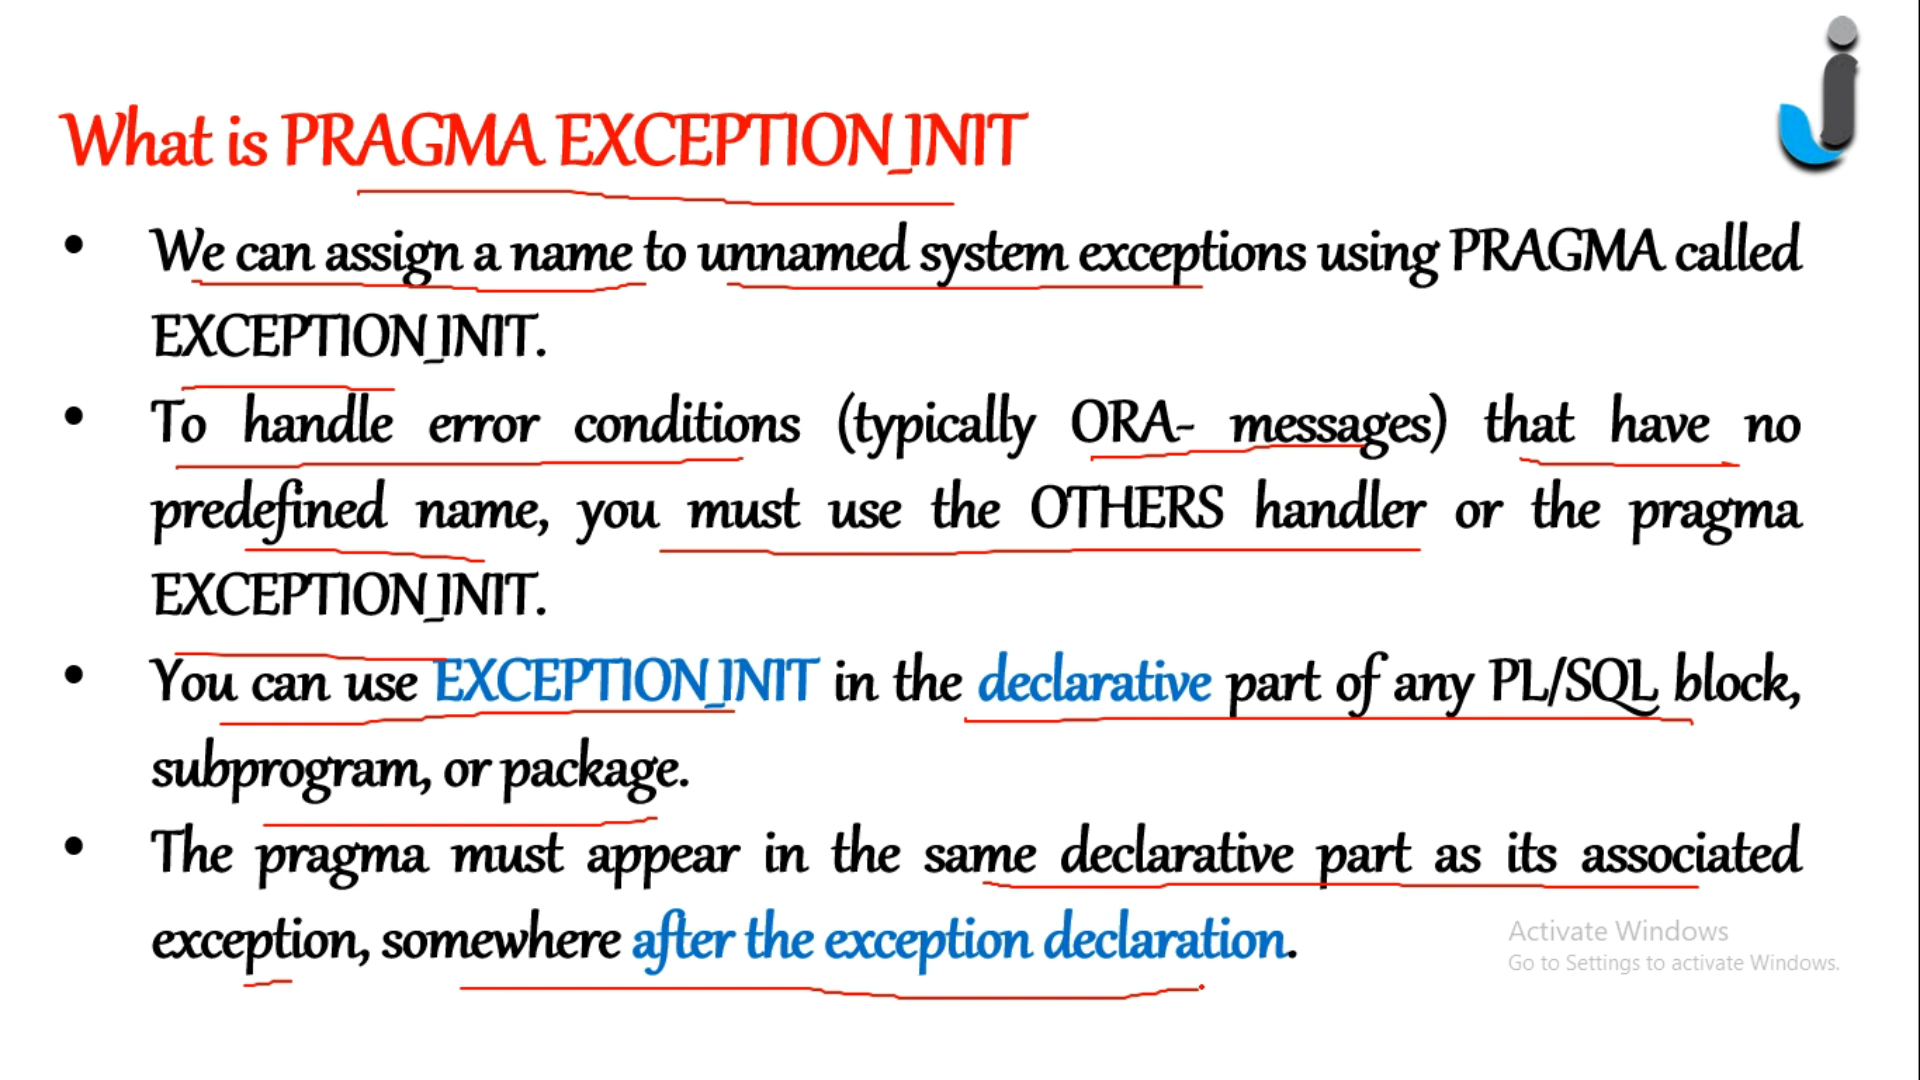 What is PRAGMA EXCEPTION_INIT
• We can assign a name to unnamed system exceptions using PRAGMA called
EXCEPTION_INIT.
• To handle error conditions (typically ORA- messages) that have no
predefined name, you must use the OTHERS handler or the pragma
EXCEPTION_INIT.
• You can use EXCEPTION_INIT in the declarative part of any PL/SQL block,
subprogram, or package.
• The pragma must appear in the same declarative part as its associated
exception, somewhere after the exception declaration.
Activate Windows
Go to Settings to activate Windows.